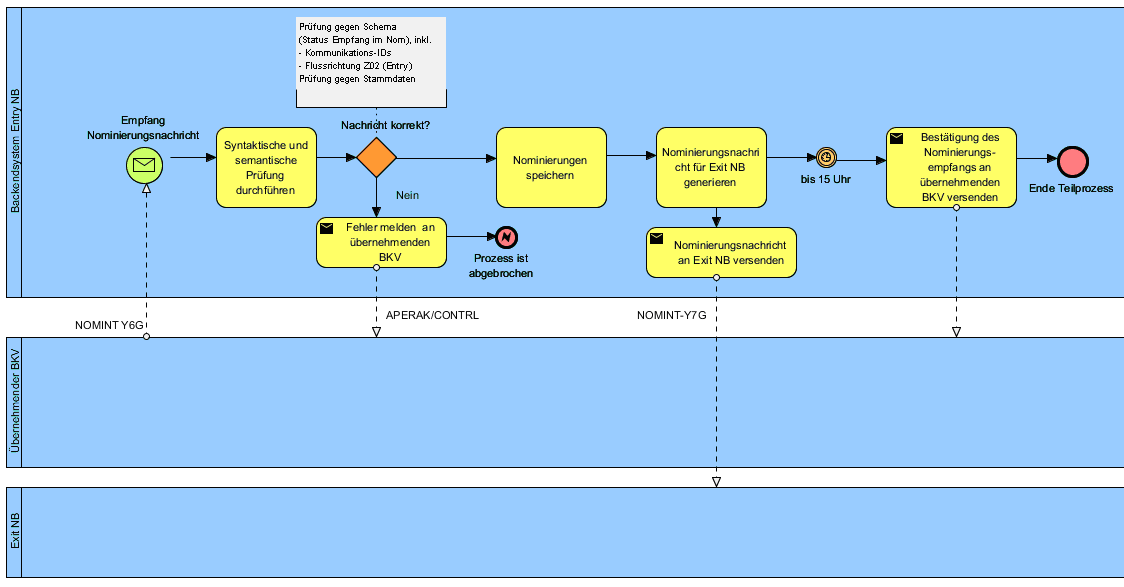 Backendsystem Entry NB
Prüfung gegen Schema
(Status Empfang im Nom), inkl.
- Kommunikations-IDs
- Flussrichtung Z02 (Entry)
Prüfung gegen Stammdaten
Empfang
Nominierungsnachricht
Syntaktische und
semantische
Prüfung
durchführen
Nachricht korrekt?
Nein
Fehler melden an
übernehmenden
BKV
Prozess ist
abgebrochen
Nominierungen
speichern
Nominierungsnachri
cht für Exit NB
generieren
Nominierungsnachricht
an Exit NB versenden
bis 15 Uhr
Bestätigung des
Nominierungs-
empfangs an
übernehmenden
BKV versenden
Ende Teilprozess
NOMINT Y6G
APERAK/CONTRL
NOMINT-Y7G
Übernehmender BKV
Exit NB